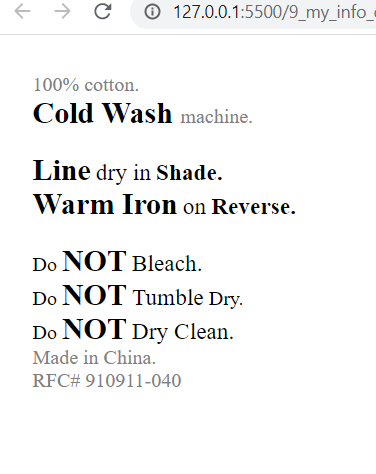 127.0.0.1:5500/9_my_info_
100% cotton.
Cold Wash machine.
Line dry in Shade.
Warm Iron on Reverse.
Do NOT Bleach.
Do NOT Tumble Dry.
Do NOT Dry Clean.
Made in China.
RFC# 910911-040